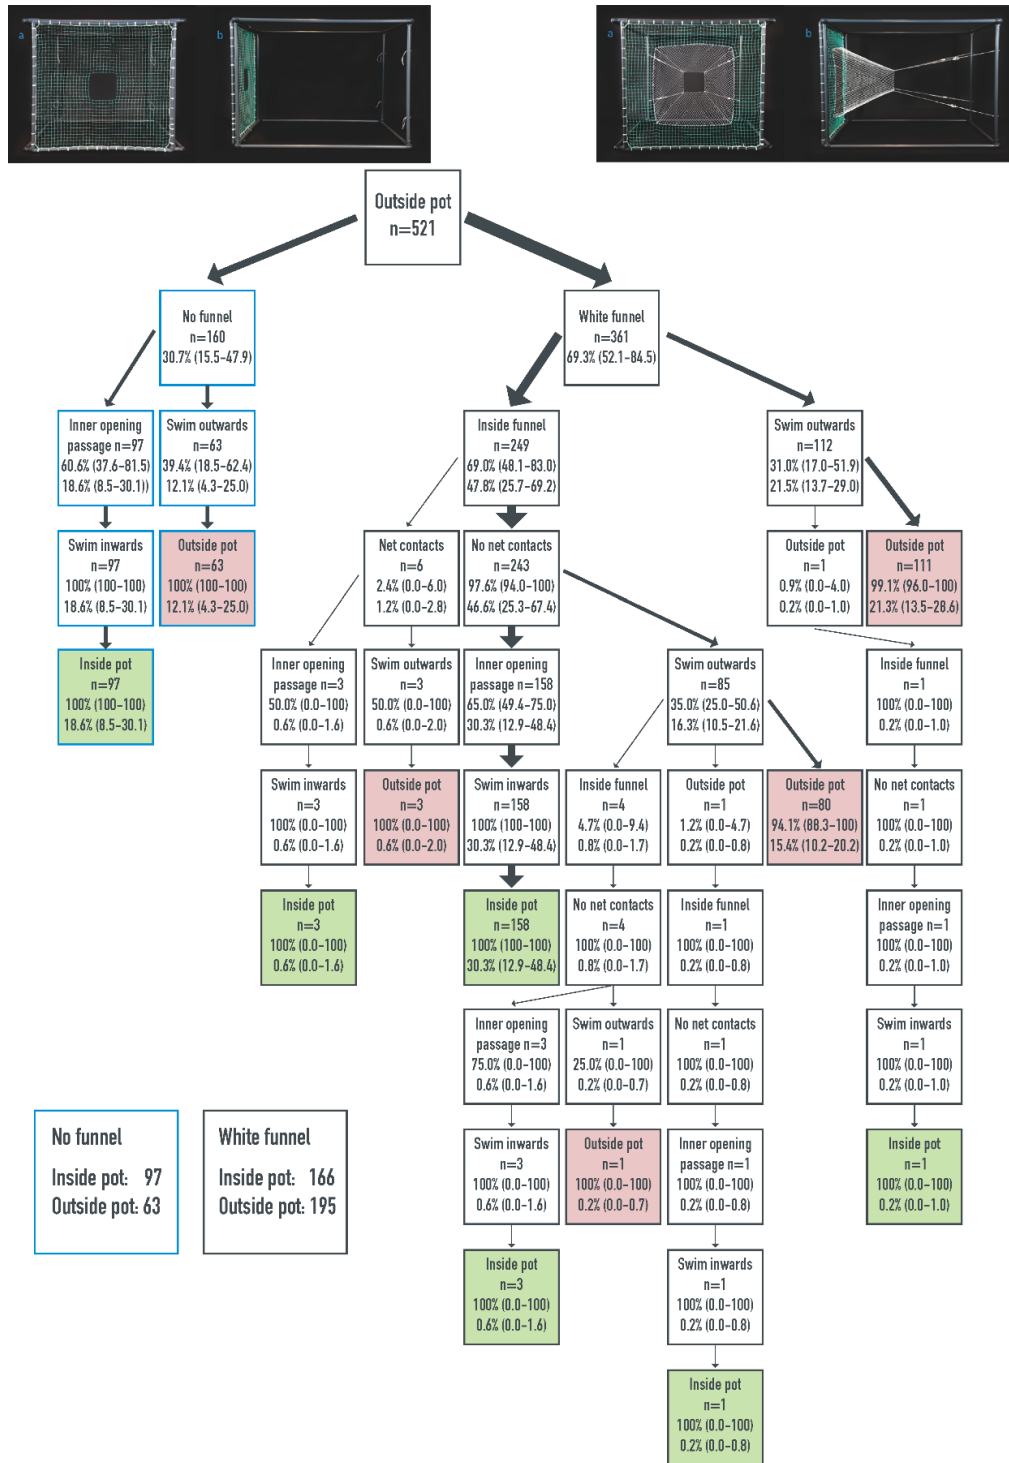 a
b
a
b
Outside pot
n=521
No funnel
n=160
30.7% (15.5–47.9)
White funnel
n=361
69.3% (52.1–84.5)
Inner opening
passage n=97
60.6% (37.6–81.5)
18.6% (8.5–30.1))
Swim outwards
n=63
39.4% (18.5–62.4)
12.1% (4.3–25.0)
Inside funnel
n=249
69.0% (48.1–83.0)
47.8% (25.7–69.2)
Swim outwards
n=112
31.0% (17.0–51.9)
21.5% (13.7–29.0)
Swim inwards
n=97
100% (100–100)
18.6% (8.5–30.1)
Outside pot
n=63
100% (100–100)
12.1% (4.3–25.0)
Net contacts
n=6
2.4% (0.0–6.0)
1.2% (0.0–2.8)
No net contacts
n=243
97.6% (94.0–100)
46.6% (25.3–67.4)
Outside pot
n=1
0.9% (0.0–4.0)
0.2% (0.0–1.0)
Outside pot
n=111
99.1% (96.0–100)
21.3% (13.5–28.6)
Inside pot
n=97
100% (100–100)
18.6% (8.5–30.1)
Inner opening
passage n=3
50.0% (0.0–100)
0.6% (0.0–1.6)
Swim outwards
n=3
50.0% (0.0–100)
0.6% (0.0–2.0)
Inner opening
passage n=158
65.0% (49.4–75.0)
30.3% (12.9–48.4)
Swim outwards
n=85
35.0% (25.0–50.6)
16.3% (10.5–21.6)
Inside funnel
n=1
100% (0.0–100)
0.2% (0.0–1.0)
Swim inwards
n=3
100% (0.0–100)
0.6% (0.0–1.6)
Outside pot
n=3
100% (0.0–100)
0.6% (0.0–2.0)
Swim inwards
n=158
100% (100–100)
30.3% (12.9–48.4)
Inside funnel
n=4
4.7% (0.0–9.4)
0.8% (0.0–1.7)
Outside pot
n=1
1.2% (0.0–4.7)
0.2% (0.0–0.8)
Outside pot
n=80
94.1% (88.3–100)
15.4% (10.2–20.2)
No net contacts
n=1
100% (0.0–100)
0.2% (0.0–1.0)
Inside pot
n=3
100% (0.0–100)
0.6% (0.0–1.6)
Inside pot
n=158
100% (100–100)
30.3% (12.9–48.4)
No net contacts
n=4
100% (0.0–100)
0.8% (0.0–1.7)
Inside funnel
n=1
100% (0.0–100)
0.2% (0.0–0.8)
Inner opening
passage n=1
100% (0.0–100)
0.2% (0.0–1.0)
Inner opening
passage n=3
75.0% (0.0–100)
0.6% (0.0–1.6)
Swim outwards
n=1
25.0% (0.0–100)
0.2% (0.0–0.7)
No net contacts
n=1
100% (0.0–100)
0.2% (0.0–0.8)
Swim inwards
n=1
100% (0.0–100)
0.2% (0.0–1.0)
Swim inwards
n=3
100% (0.0–100)
0.6% (0.0–1.6)
Outside pot
n=1
100% (0.0–100)
0.2% (0.0–0.7)
Inner opening
passage n=1
100% (0.0–100)
0.2% (0.0–0.8)
Inside pot
n=1
100% (0.0–100)
0.2% (0.0–1.0)
Inside pot
n=3
100% (0.0–100)
0.6% (0.0–1.6)
Swim inwards
n=1
100% (0.0–100)
0.2% (0.0–0.8)
Inside pot
n=1
100% (0.0–100)
0.2% (0.0–0.8)
No funnel
Inside pot: 97
Outside pot: 63
White funnel
Inside pot: 166
Outside pot: 195